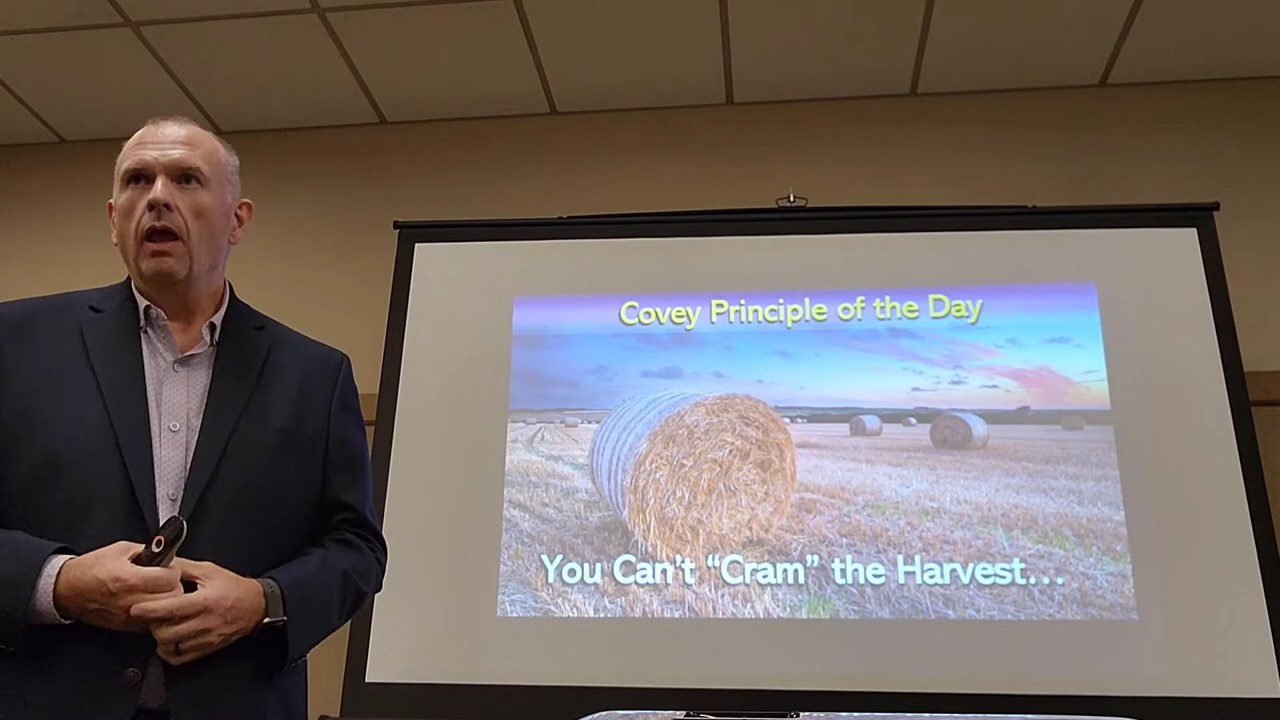 Covey Principle of the Day
You Can't “Cram” the Harvest...